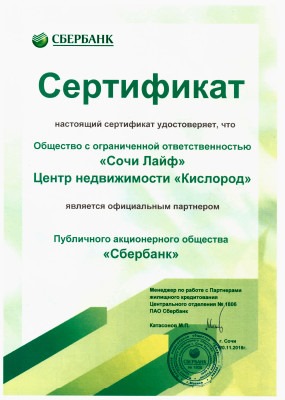 СБЕРБАНК
Сертификат
настоящий сертификат удостоверяет, что
Общество с ограниченной ответственностью
«Сочи Лайф»
Центр недвижимости «Кислород»
является официальным партнером
Публичного акционерного общества
«Сбербанк»
Менеджер по работе с Партнерами
жилищного кредитования
Центрального отделения № 1806
ПАО Сбербанк
Катасонов М.П.
г. Сочи
.11.2018г.